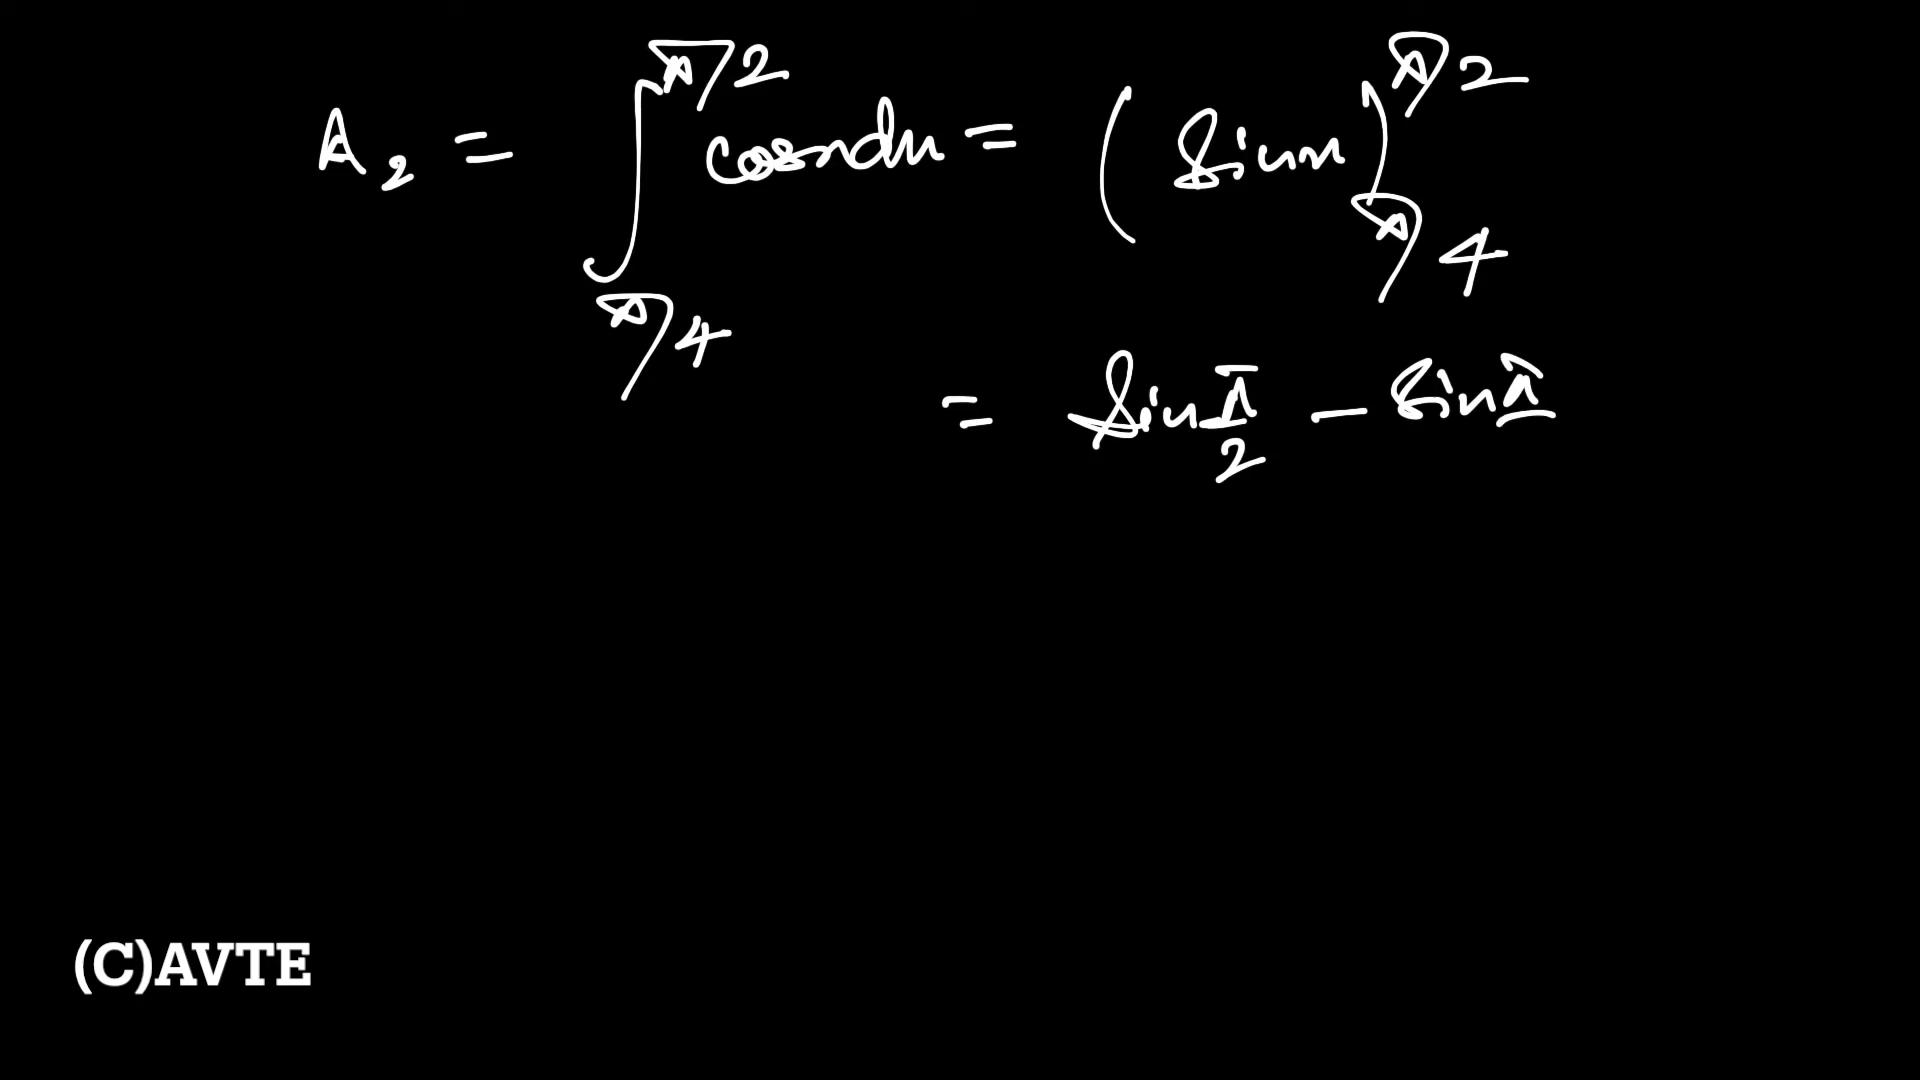 A₂ = ∫_{π/4}^{π/2} cosx dx = (sinx)_{π/4}^{π/2}
= sin π/2 - sin π
(C)AVTE